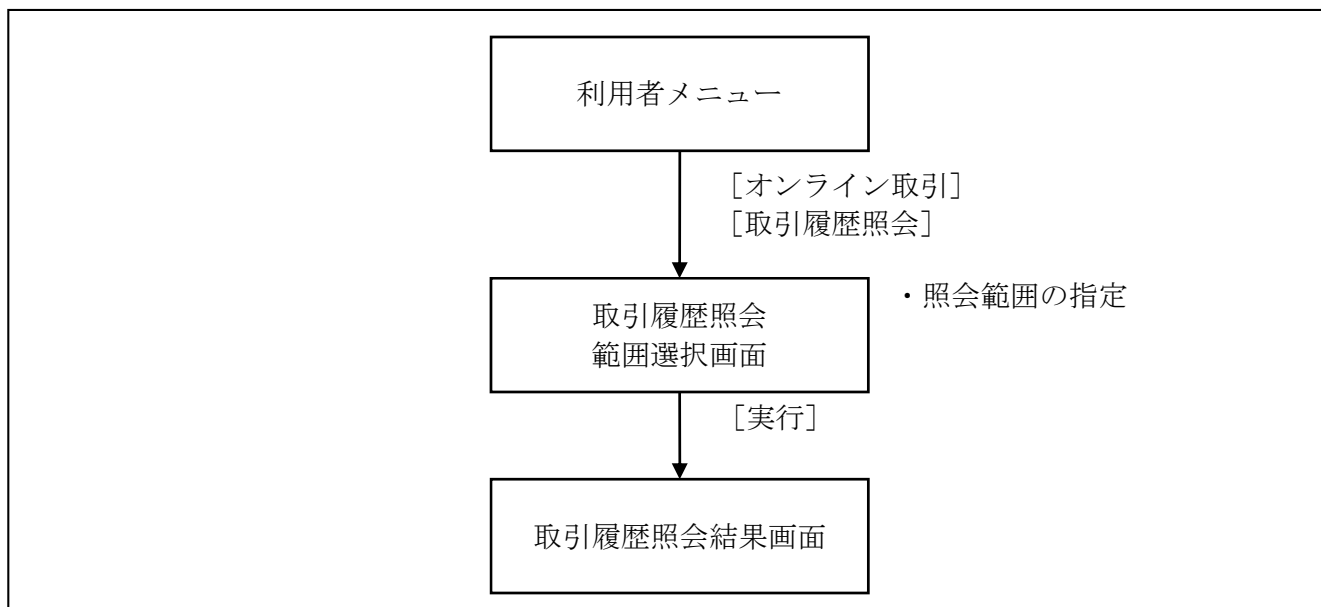 利用者メニュー
［オンライン取引］
［取引履歴照会］
取引履歴照会
範囲選択画面
・照会範囲の指定
［実行］
取引履歴照会結果画面